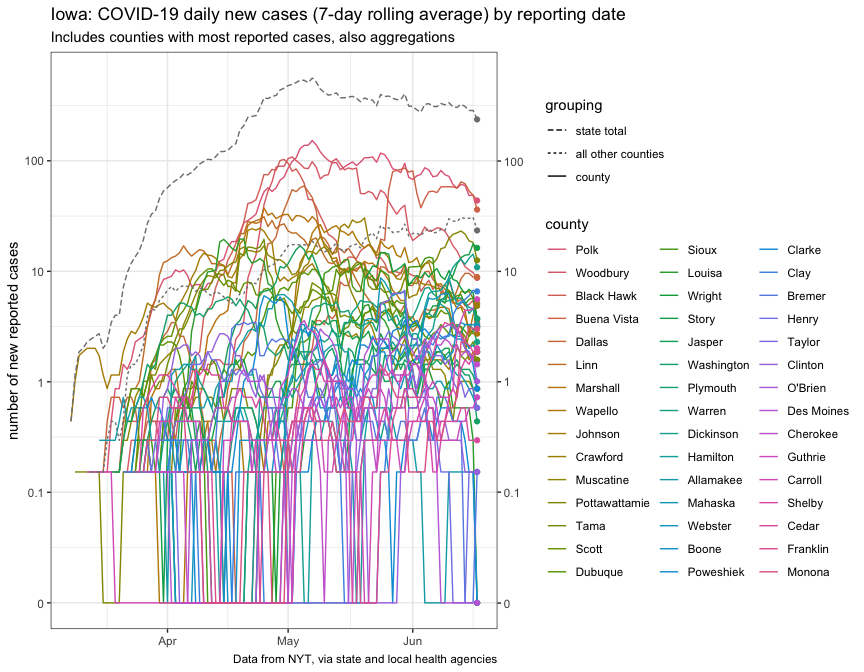 Iowa: COVID-19 daily new cases (7-day rolling average) by reporting date
Includes counties with most reported cases, also aggregations
number of new reported cases
100
10
1
0.1
0
100
10
1
0.1
0
Apr May Jun
Data from NYT, via state and local health agencies
grouping
state total
all other counties
county
county
Polk
Woodbury
Black Hawk
Buena Vista
Dallas
Linn
Marshall
Wapello
Johnson
Crawford
Muscatine
Pottawattamie
Tama
Scott
Dubuque
Sioux
Louisa
Wright
Story
Jasper
Washington
Plymouth
Warren
Dickinson
Hamilton
Allamakee
Mahaska
Webster
Boone
Poweshiek
Clarke
Clay
Bremer
Henry
Taylor
Clinton
O'Brien
Des Moines
Cherokee
Guthrie
Carroll
Shelby
Cedar
Franklin
Monona